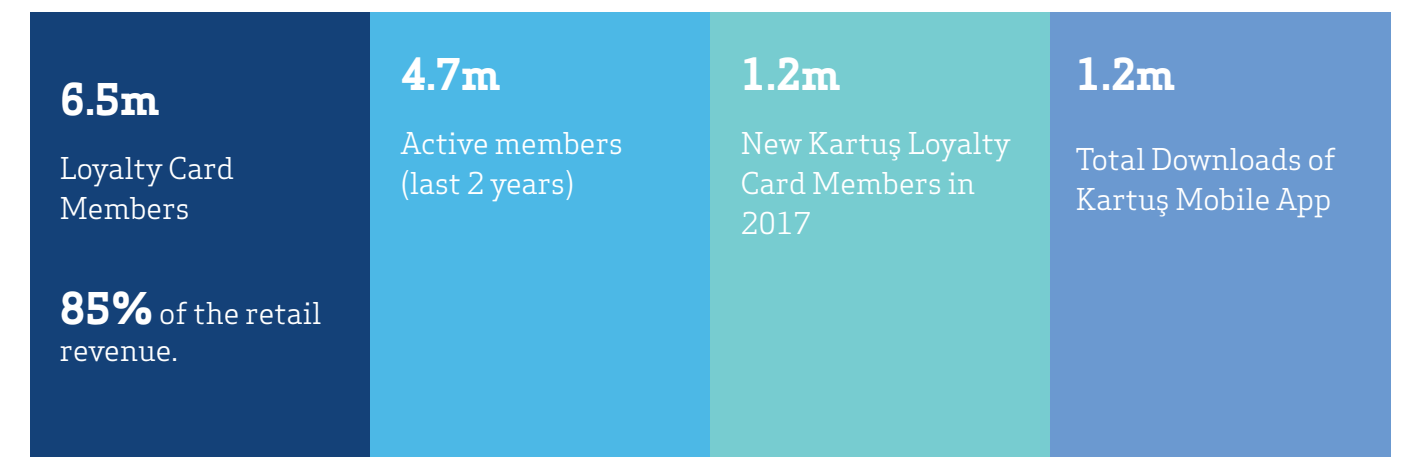 6.5m
Loyalty Card
Members
85% of the retail
revenue.
4.7m
Active members
(last 2 years)
1.2m
New Kartuş Loyalty
Card Members in
2017
1.2m
Total Downloads of
Kartuş Mobile App